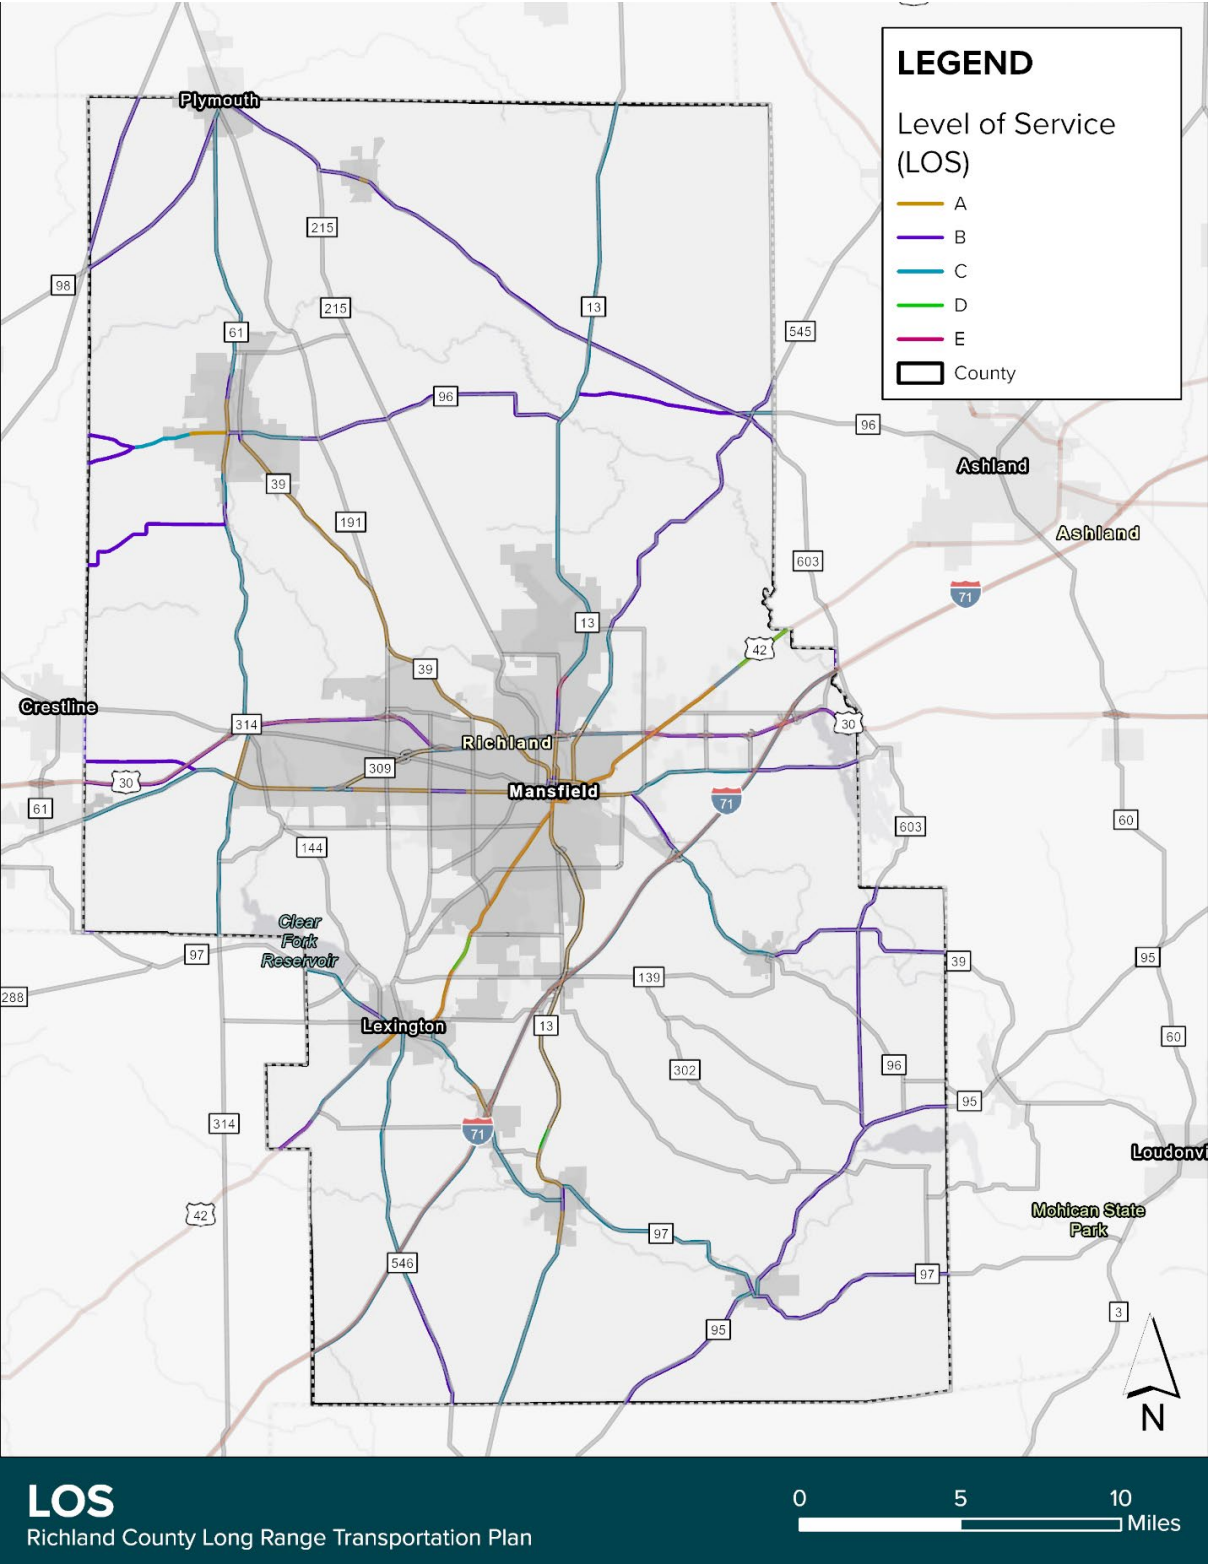 LEGEND
Level of Service
(LOS)
A
B
C
D
E
County
Plymouth
215
98
215
13
61
545
96
96
Ashland
39
191
Ashland
603
71
13
42
39
Crestline
314
30
Richland
309
30
Mansfield
71
61
60
603
144
Clear
Fork
Reservoir
97
95
39
139
288
Lexington
13
60
302
96
95
314
71
Loudonvi
42
Mohican State
Park
97
546
97
3
95
N
LOS
Richland County Long Range Transportation Plan
0 5 10
Miles